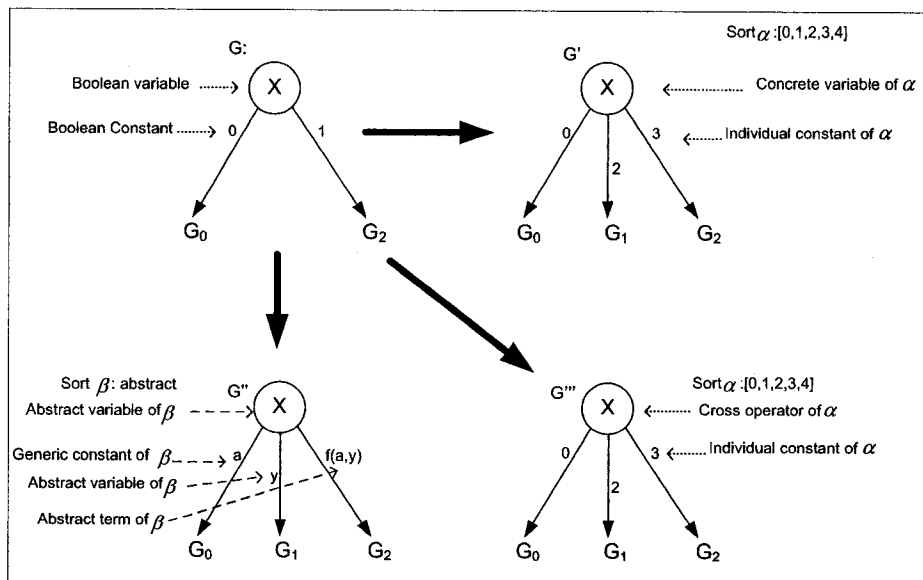 G:
X
Boolean variable
Boolean Constant
0
1
G0
G2
Sort α :[0,1,2,3,4]
G'
X
Concrete variable of α
0
3
Individual constant of α
2
G0
G1
G2
Sort β: abstract
G''
X
Abstract variable of β
Generic constant of β
a
f(a,y)
Abstract variable of β
y
Abstract term of β
G0
G1
G2
Sort α :[0,1,2,3,4]
G'''
X
Cross operator of α
0
3
Individual constant of α
2
G0
G1
G2